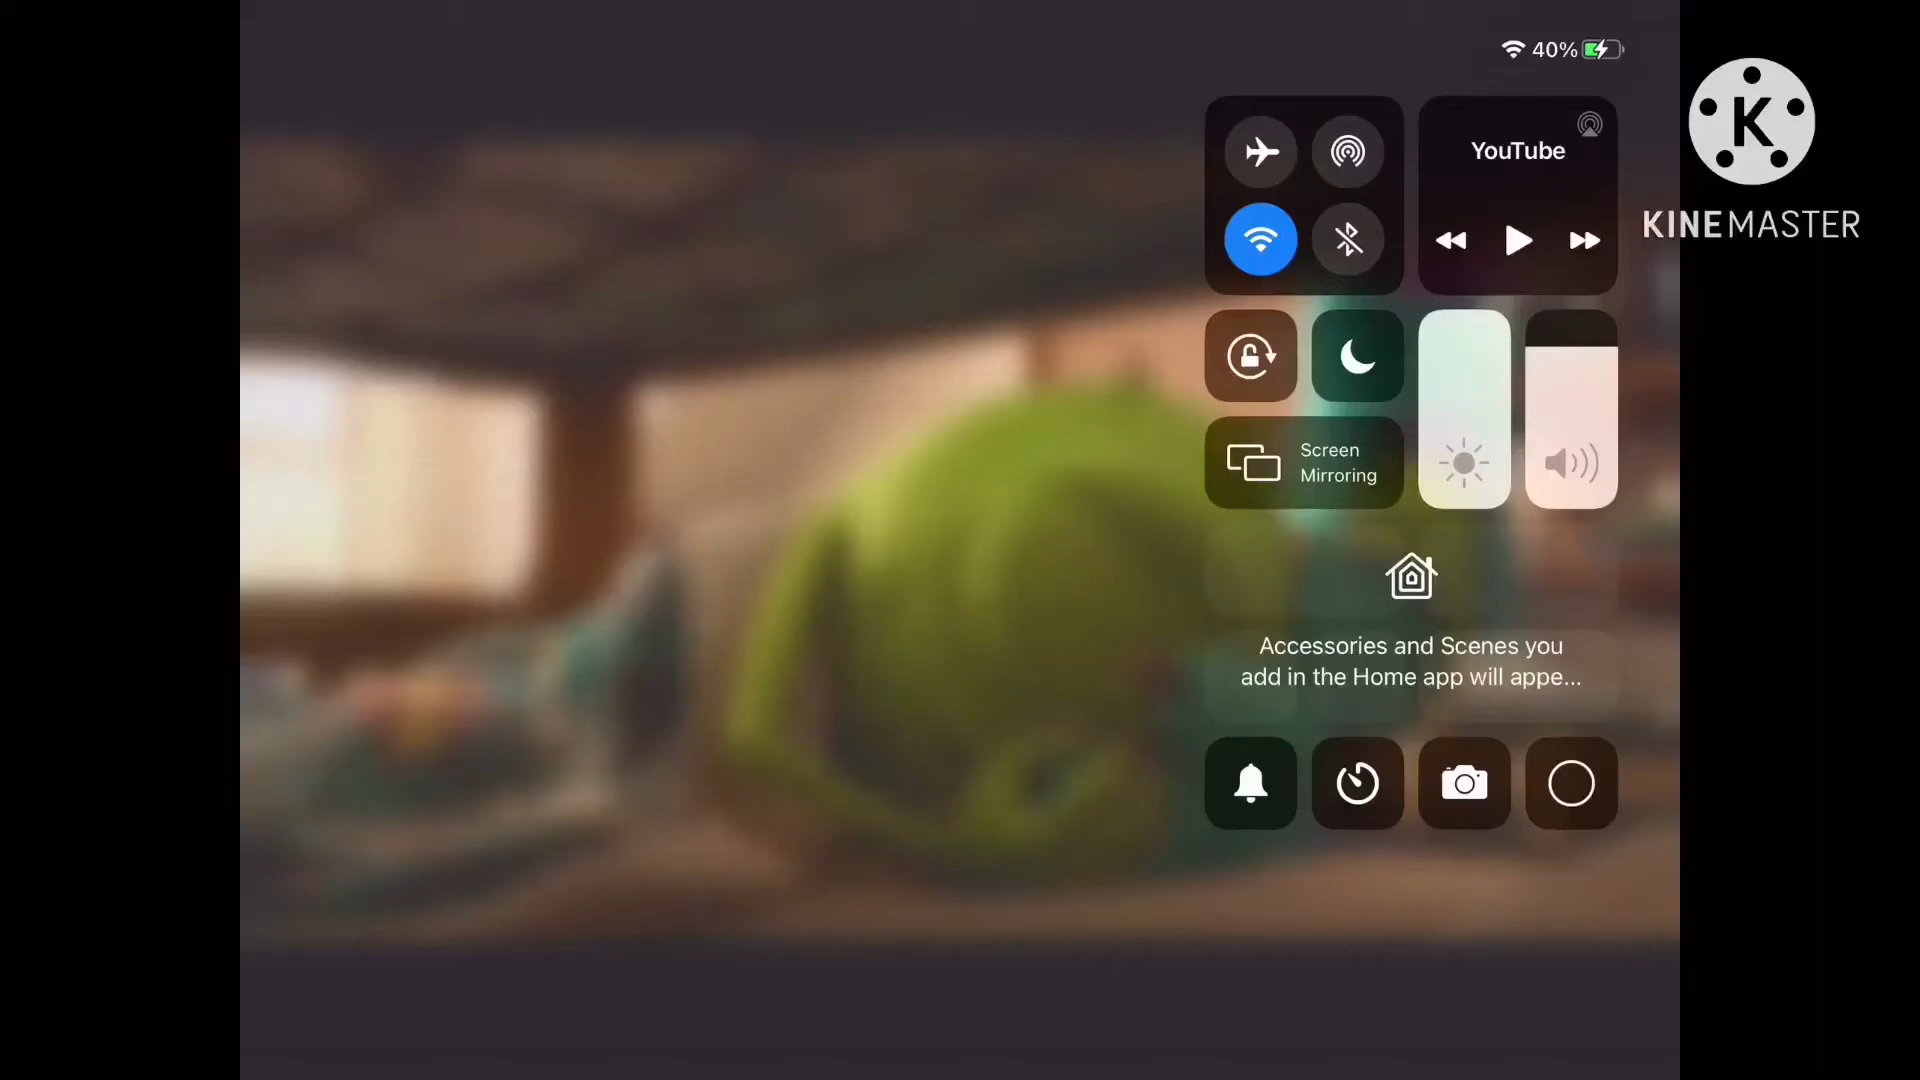 40%
YouTube
K
KINEMASTER
Screen
Mirroring
Accessories and Scenes you
add in the Home app will appe...